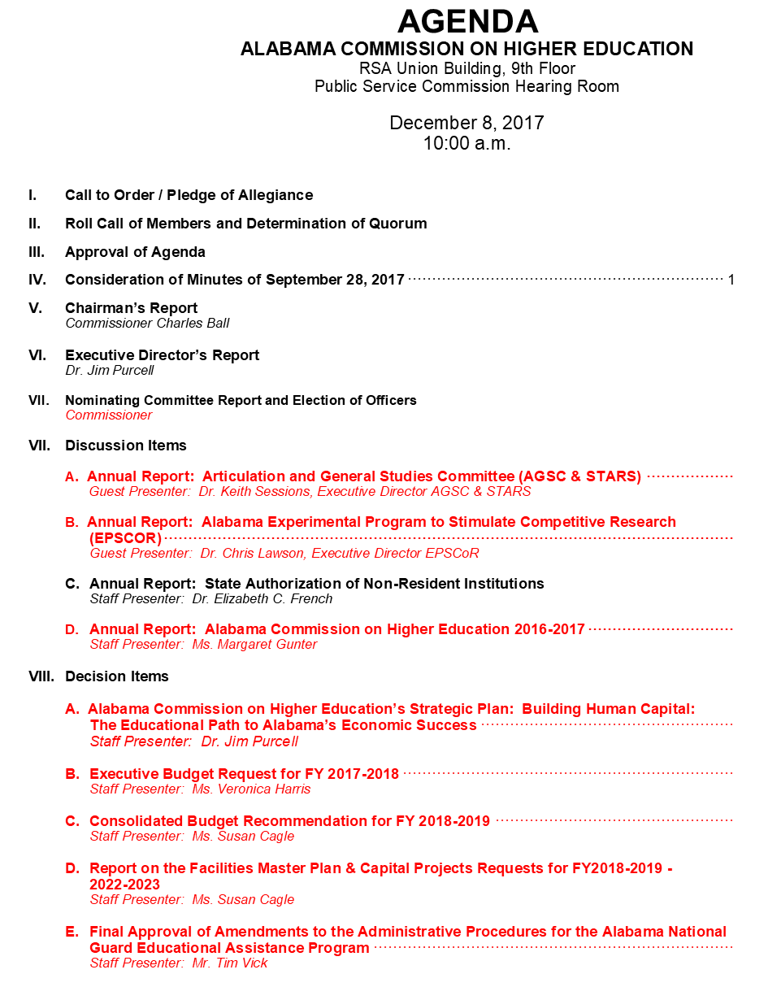 AGENDA
ALABAMA COMMISSION ON HIGHER EDUCATION
RSA Union Building, 9th Floor
Public Service Commission Hearing Room
December 8, 2017
10:00 a.m.
I. Call to Order / Pledge of Allegiance
II. Roll Call of Members and Determination of Quorum
III. Approval of Agenda
IV. Consideration of Minutes of September 28, 2017 ........................................ 1
V. Chairman’s Report
Commissioner Charles Ball
VI. Executive Director’s Report
Dr. Jim Purcell
VII. Nominating Committee Report and Election of Officers
Commissioner
VII. Discussion Items
A. Annual Report: Articulation and General Studies Committee (AGSC & STARS) ..................
Guest Presenter: Dr. Keith Sessions, Executive Director AGSC & STARS
B. Annual Report: Alabama Experimental Program to Stimulate Competitive Research
(EPSCOR) ........................................
Guest Presenter: Dr. Chris Lawson, Executive Director EPSCoR
C. Annual Report: State Authorization of Non-Resident Institutions
Staff Presenter: Dr. Elizabeth C. French
D. Annual Report: Alabama Commission on Higher Education 2016-2017 ..............................
Staff Presenter: Ms. Margaret Gunter
VIII. Decision Items
A. Alabama Commission on Higher Education’s Strategic Plan: Building Human Capital:
The Educational Path to Alabama’s Economic Success ........................................
Staff Presenter: Dr. Jim Purcell
B. Executive Budget Request for FY 2017-2018 ........................................
Staff Presenter: Ms. Veronica Harris
C. Consolidated Budget Recommendation for FY 2018-2019 ........................................
Staff Presenter: Ms. Susan Cagle
D. Report on the Facilities Master Plan & Capital Projects Requests for FY2018-2019 -
2022-2023
Staff Presenter: Ms. Susan Cagle
E. Final Approval of Amendments to the Administrative Procedures for the Alabama National
Guard Educational Assistance Program ........................................
Staff Presenter: Mr. Tim Vick